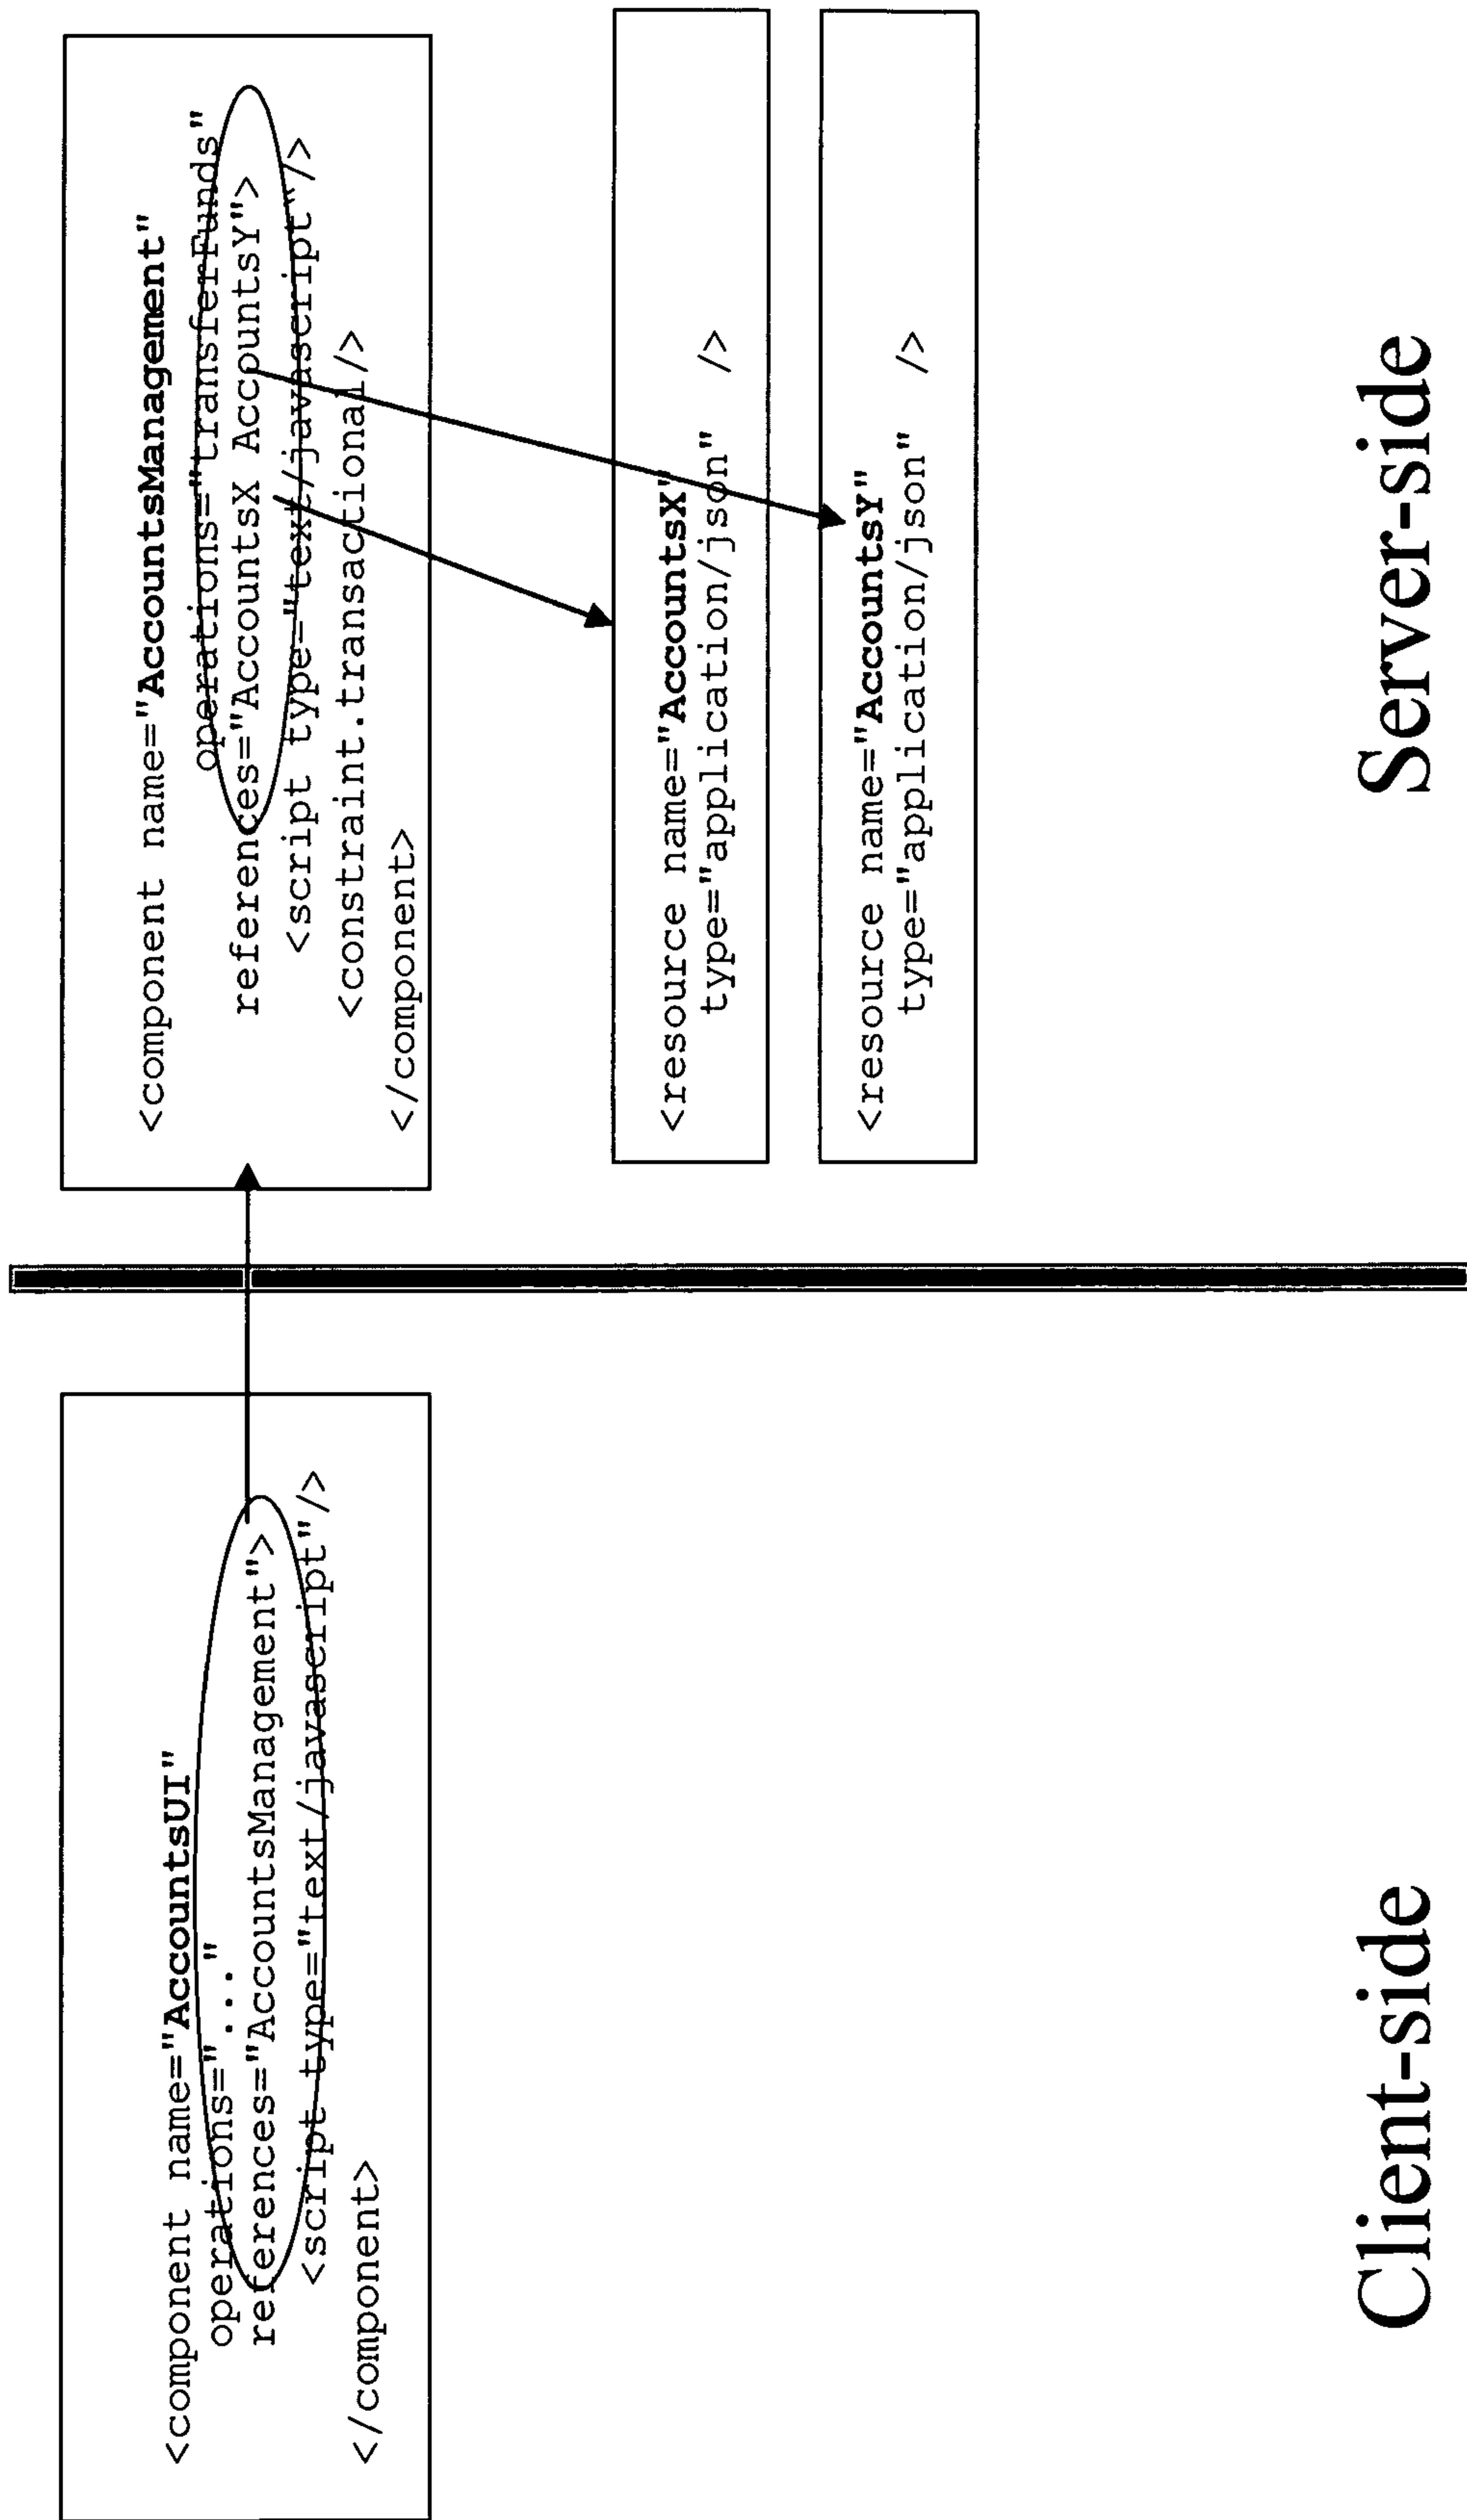 <component name="AccountsUI"
operations="..."
references="AccountsManagement">
<script type="text/javascript"/>
</component>
Client-side
<component name="AccountsManagement"
operations="transferFunds"
references="AccountsX AccountsY">
<script type="text/javascript"/>
<constraint.transactional/>
</component>
<resource name="AccountsX"
type="application/json" />
<resource name="AccountsY"
type="application/json" />
Server-side